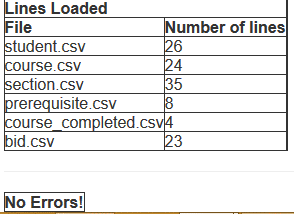 Lines Loaded
File Number of lines
student.csv 26
course.csv 24
section.csv 35
prerequisite.csv 8
course_completed.csv 4
bid.csv 23
No Errors!